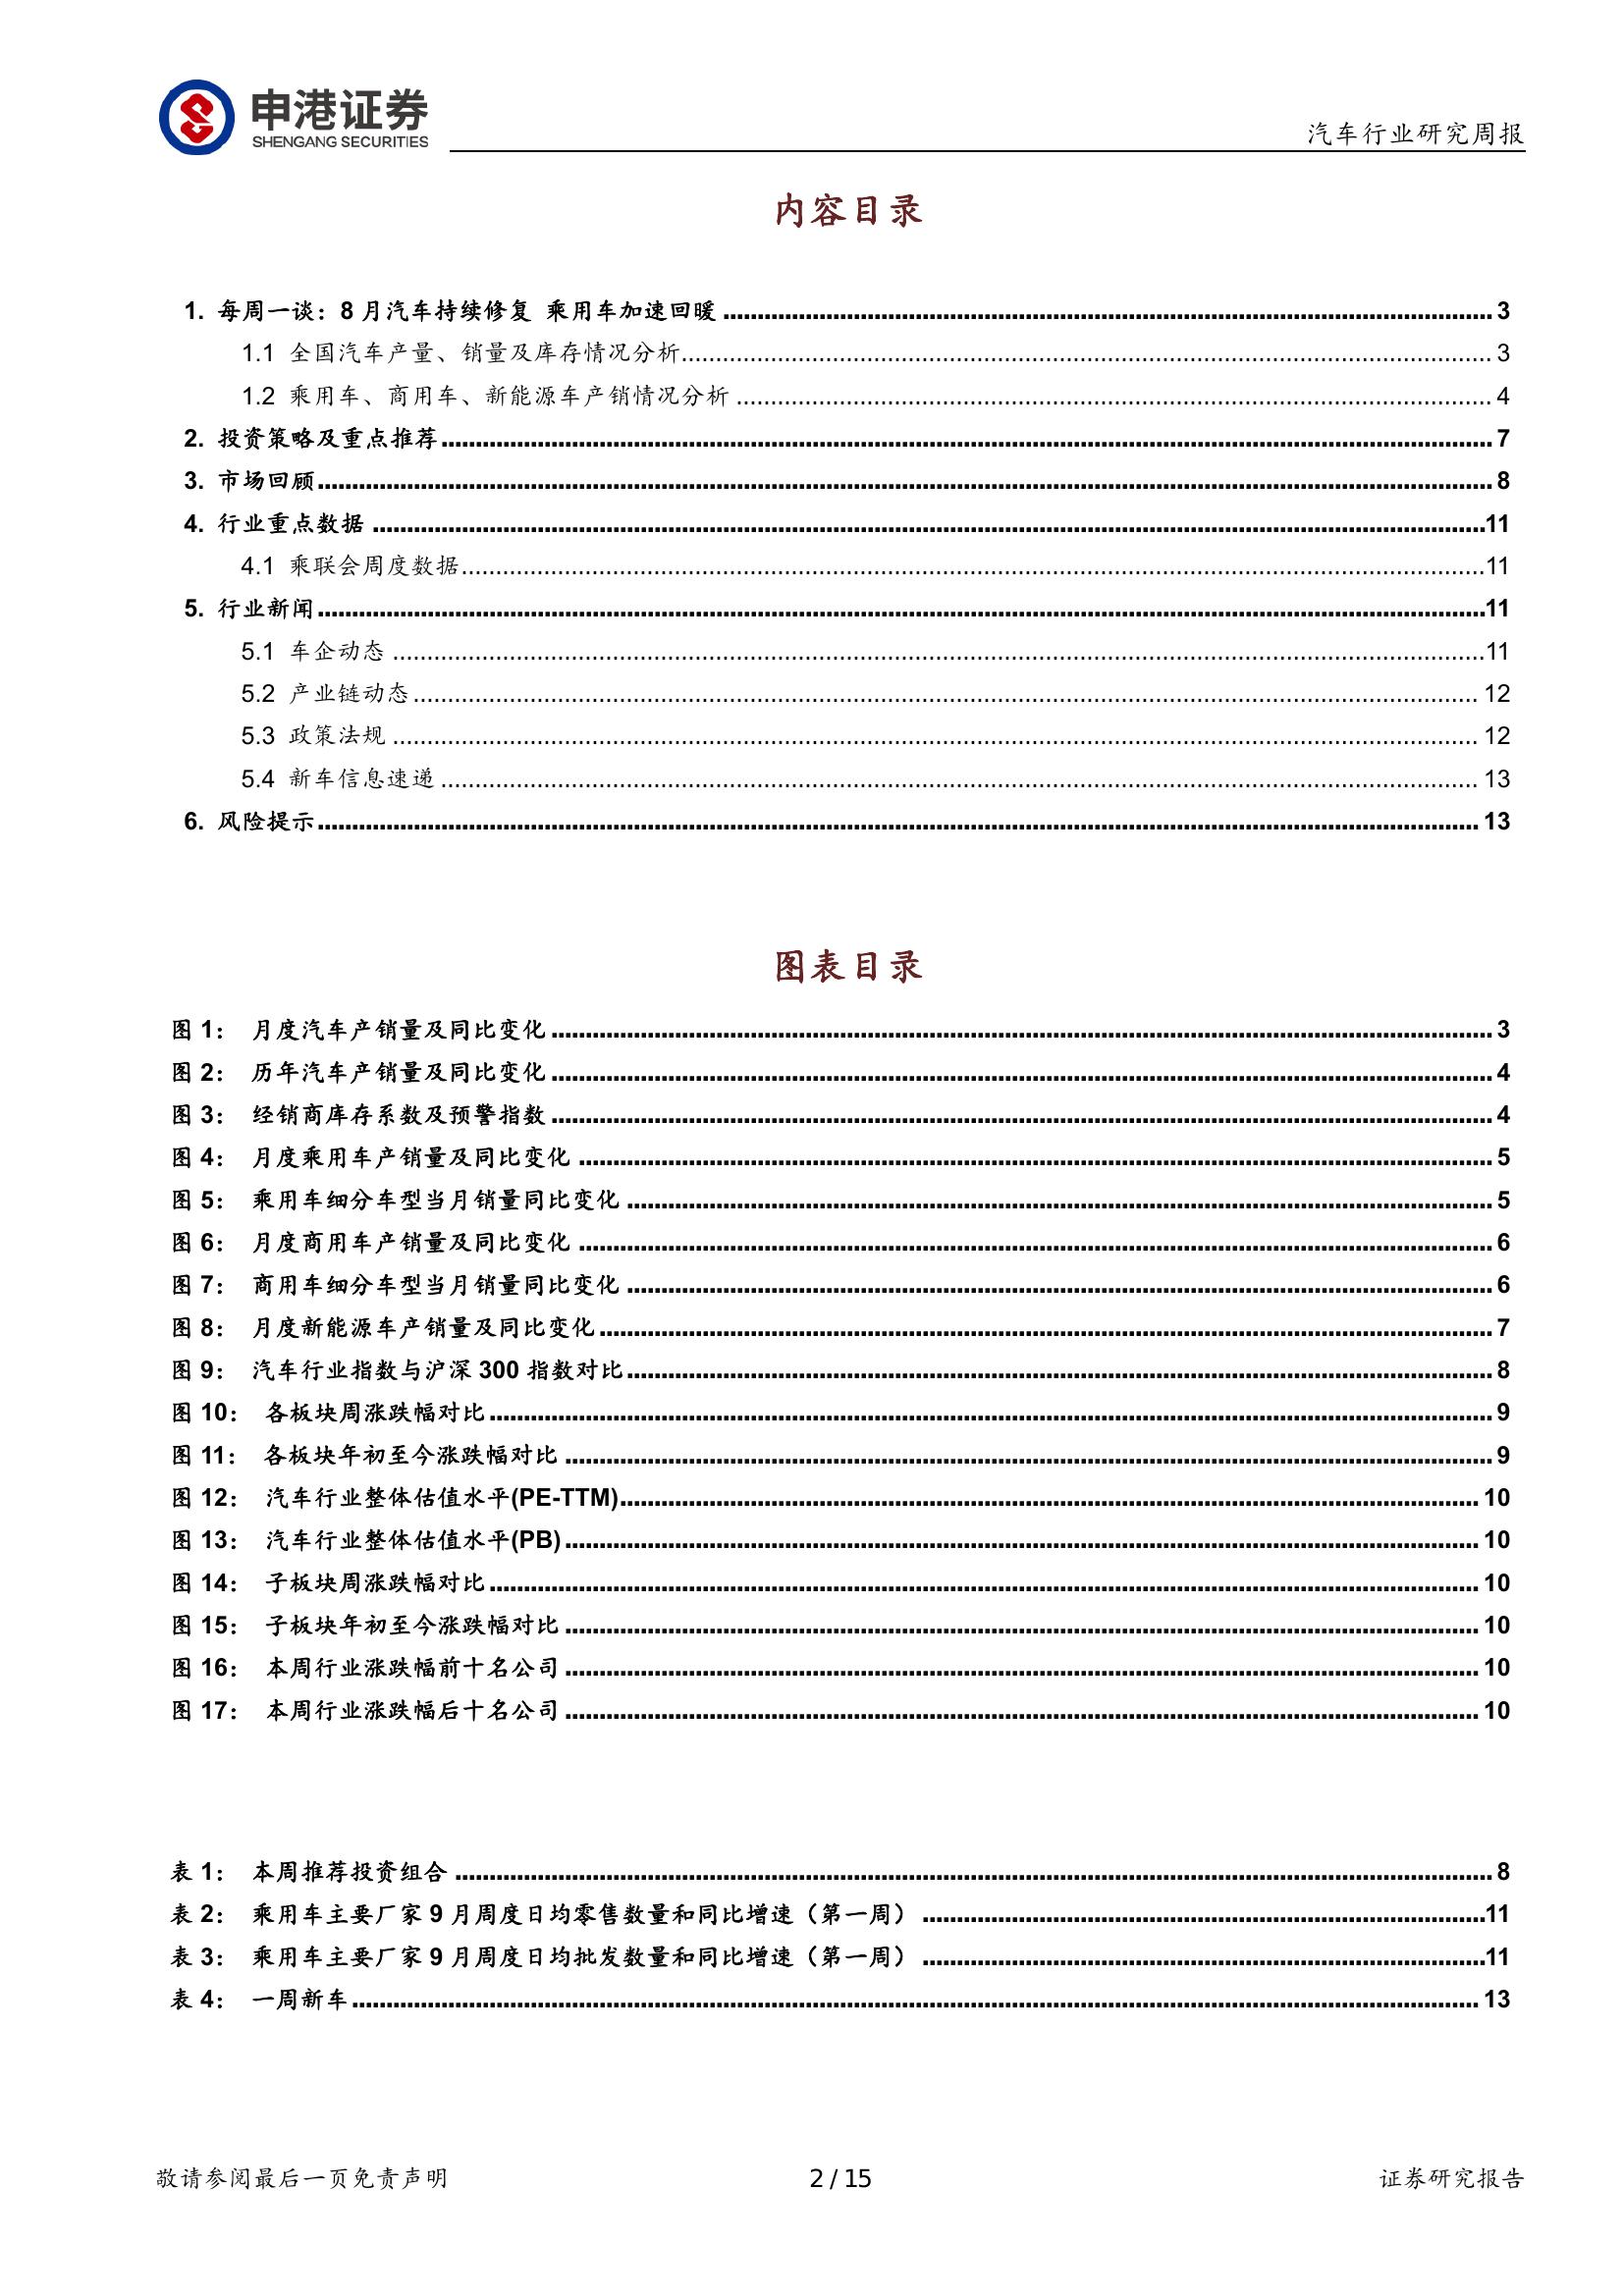 申港证券
SHENGANG SECURITIES
汽车行业研究周报
内容目录
1. 每周一谈：8 月汽车持续修复 乘用车加速回暖 3
1.1 全国汽车产量、销量及库存情况分析 3
1.2 乘用车、商用车、新能源车产销情况分析 4
2. 投资策略及重点推荐 7
3. 市场回顾 8
4. 行业重点数据 11
4.1 乘联会周度数据 11
5. 行业新闻 11
5.1 车企动态 11
5.2 产业链动态 12
5.3 政策法规 12
5.4 新车信息速递 13
6. 风险提示 13
图表目录
图 1： 月度汽车产销量及同比变化 3
图 2： 历年汽车产销量及同比变化 4
图 3： 经销商库存系数及预警指数 4
图 4： 月度乘用车产销量及同比变化 5
图 5： 乘用车细分车型当月销量同比变化 5
图 6： 月度商用车产销量及同比变化 6
图 7： 商用车细分车型当月销量同比变化 6
图 8： 月度新能源车产销量及同比变化 7
图 9： 汽车行业指数与沪深 300 指数对比 8
图 10： 各板块周涨跌幅对比 9
图 11： 各板块年初至今涨跌幅对比 9
图 12： 汽车行业整体估值水平(PE-TTM) 10
图 13： 汽车行业整体估值水平(PB) 10
图 14： 子板块周涨跌幅对比 10
图 15： 子板块年初至今涨跌幅对比 10
图 16： 本周行业涨跌幅前十名公司 10
图 17： 本周行业涨跌幅后十名公司 10
表 1： 本周推荐投资组合 8
表 2： 乘用车主要厂家 9 月周度日均零售数量和同比增速（第一周） 11
表 3： 乘用车主要厂家 9 月周度日均批发数量和同比增速（第一周） 11
表 4： 一周新车 13
敬请参阅最后一页免责声明
2 / 15
证券研究报告